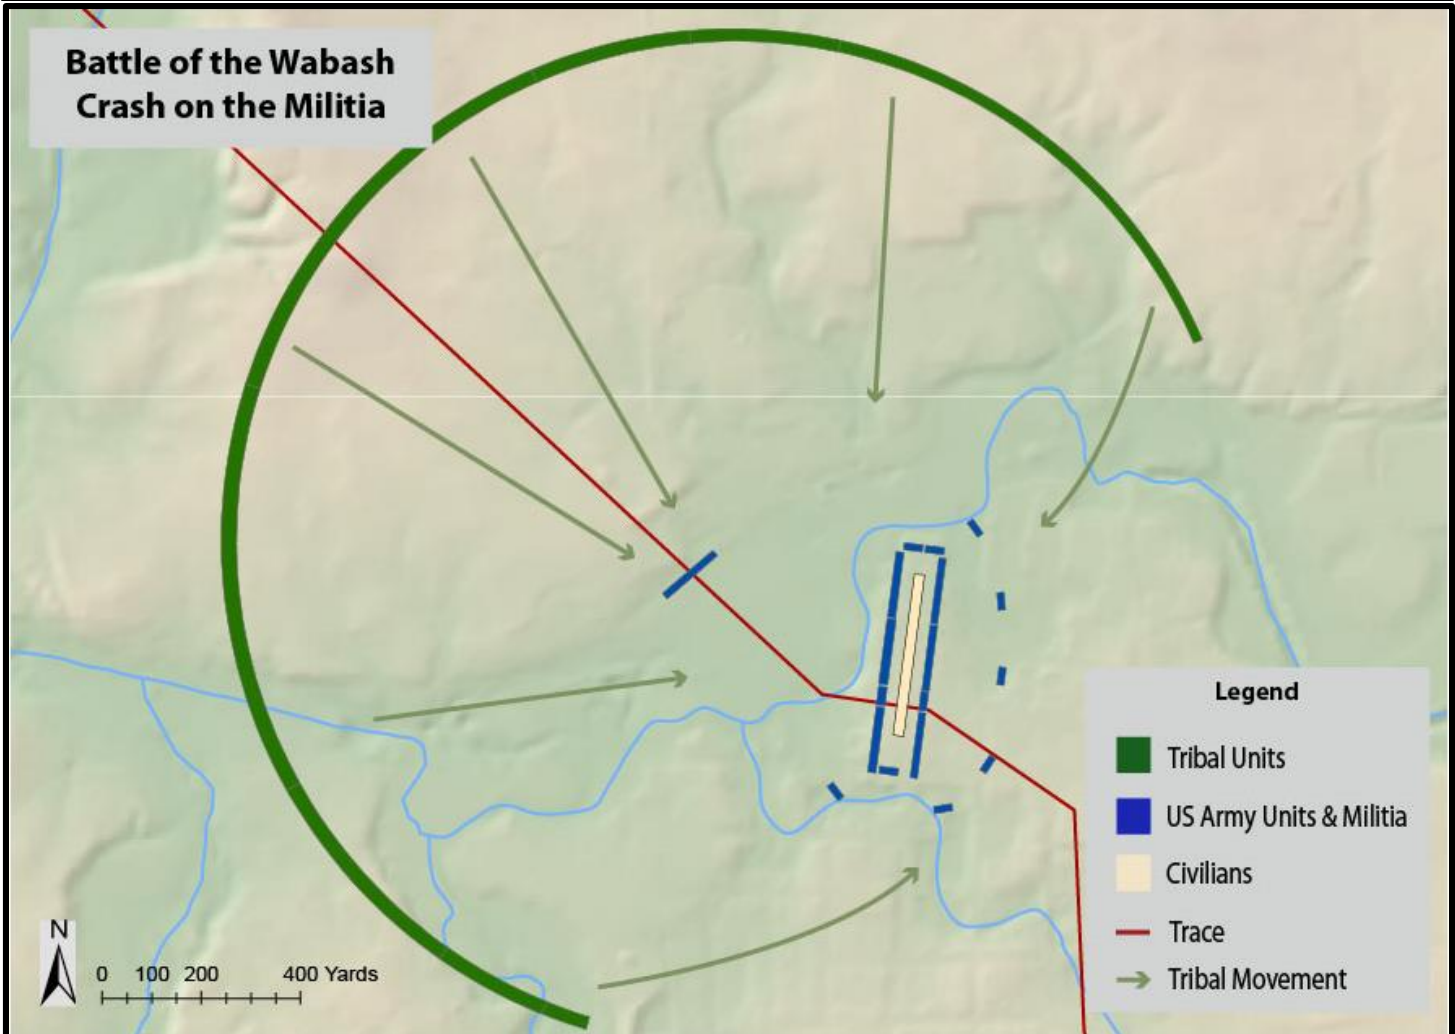 Battle of the Wabash
Crash on the Militia
Legend
Tribal Units
US Army Units & Militia
Civilians
Trace
Tribal Movement
N
0 100 200 400 Yards